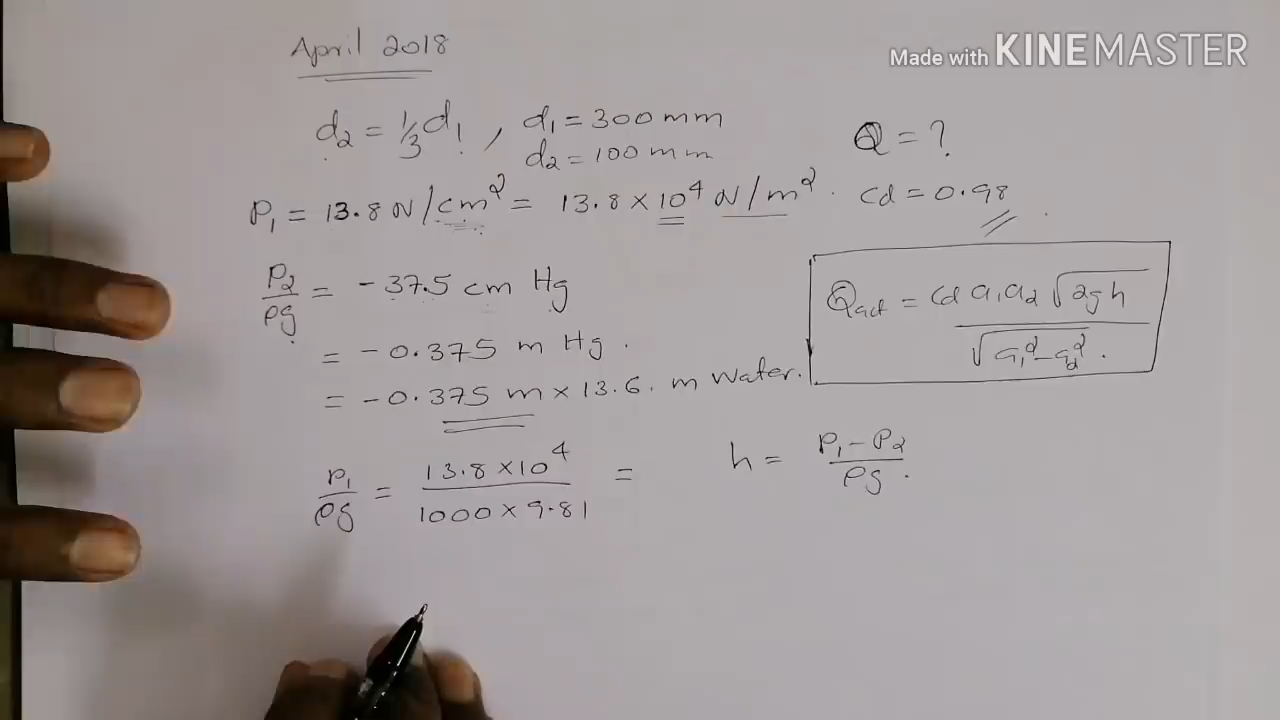 April 2018
Made with KINEMASTER
d2 = 1/3 d1 , d1 = 300 mm
d2 = 100 mm
Q = ?
P1 = 13.8 N/cm² = 13.8 × 10⁴ N/m² . Cd = 0.98
P2/ρg = -37.5 cm Hg
= -0.375 m Hg .
= -0.375 m × 13.6 . m Water.
Qact = Cd a1 a2 √2gh / √a1² - a2² .
P1/ρg = 13.8 × 10⁴ / 1000 × 9.81 =
h = P1 - P2 / ρg .